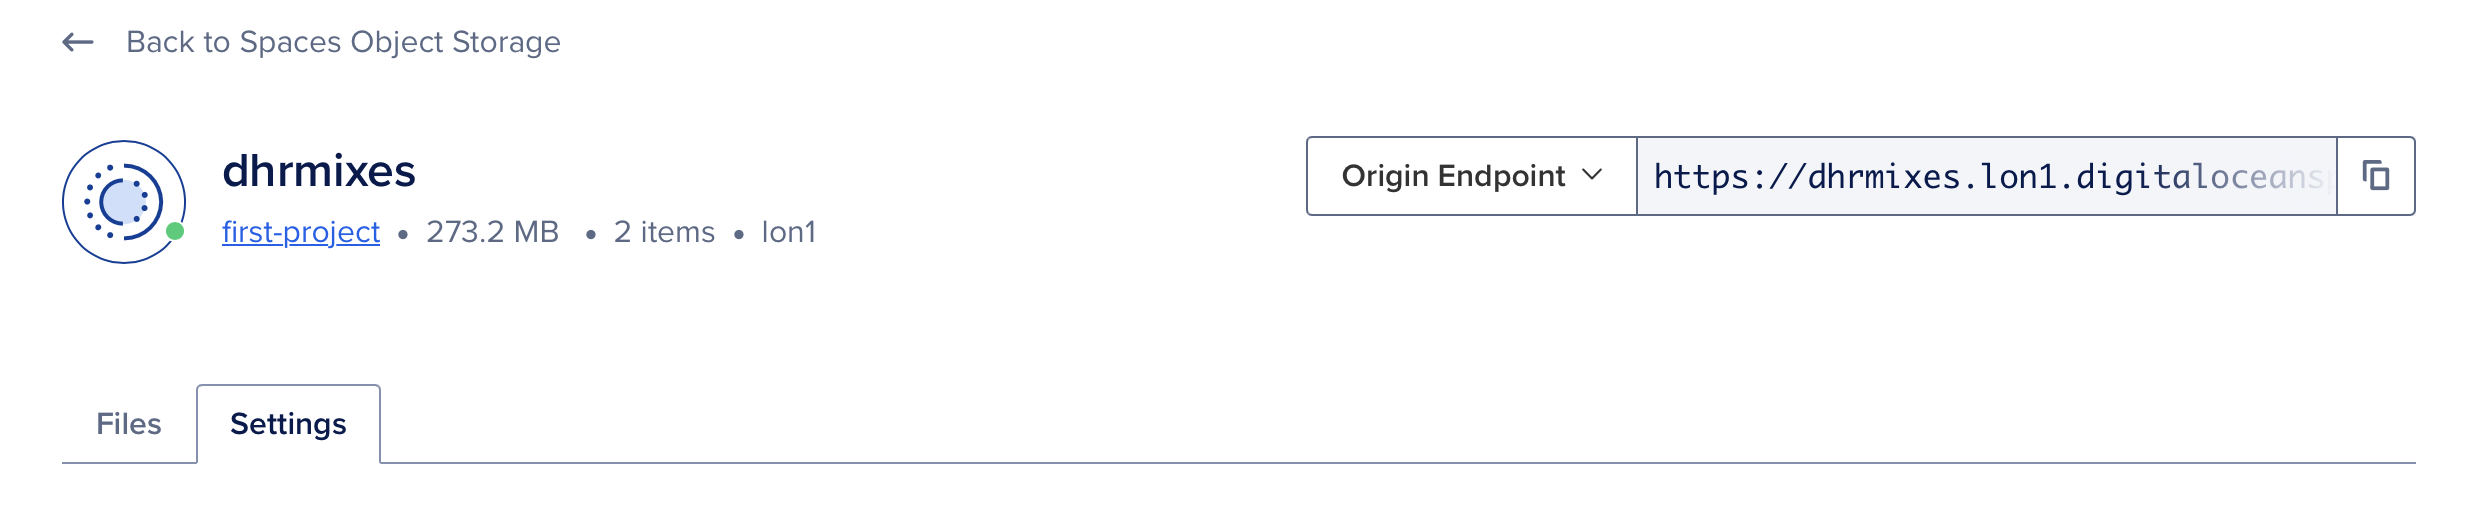 Back to Spaces Object Storage
dhrmixes
first-project • 273.2 MB • 2 items • lon1
Origin Endpoint
https://dhrmixes.lon1.digitaloceans
Files
Settings